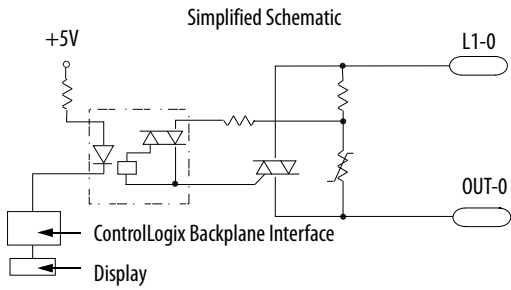 Simplified Schematic
+5V
L1-0
OUT-0
ControlLogix Backplane Interface
Display